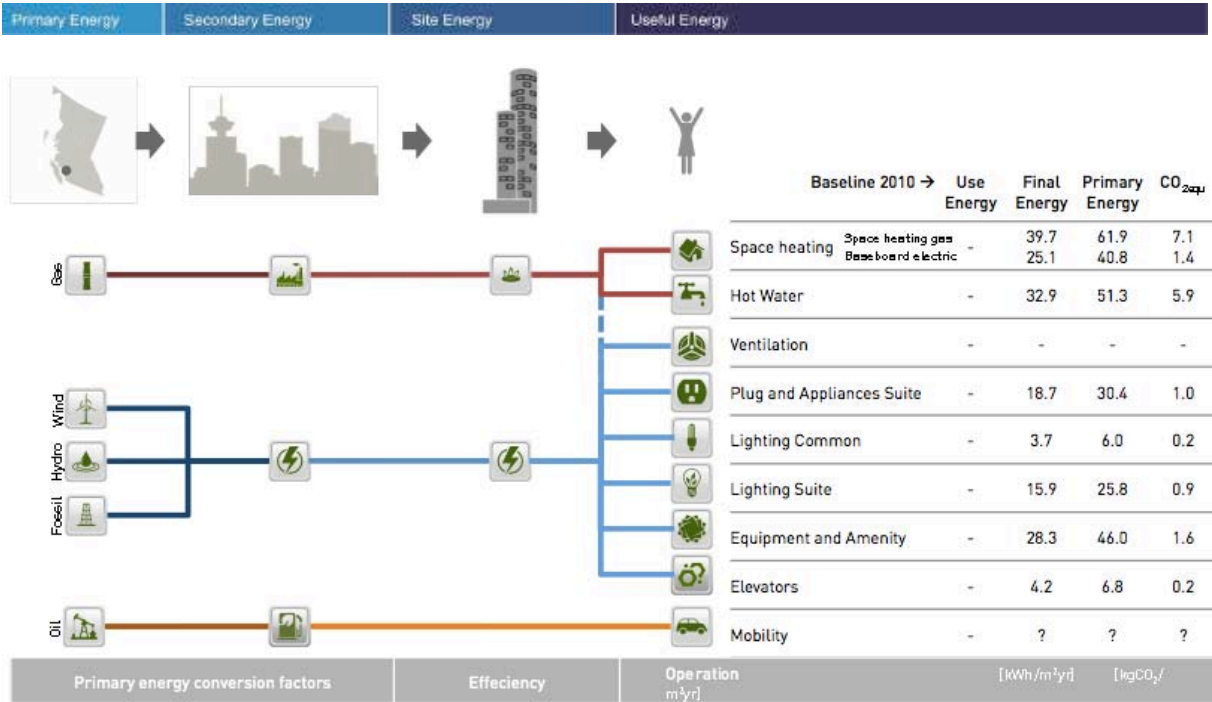 Primary Energy
Secondary Energy
Site Energy
Useful Energy
Baseline 2010 → Use Energy Final Energy Primary Energy CO2equ
Gas
Space heating Space heating gas - 39.7 61.9 7.1
Baseboard electric 25.1 40.8 1.4
Hot Water - 32.9 51.3 5.9
Ventilation - - - -
Wind
Plug and Appliances Suite - 18.7 30.4 1.0
Hydro
Lighting Common - 3.7 6.0 0.2
Fossil
Lighting Suite - 15.9 25.8 0.9
Equipment and Amenity - 28.3 46.0 1.6
Elevators - 4.2 6.8 0.2
Oil
Mobility - ? ? ?
Primary energy conversion factors
Effeciency
Operation [kWh/m²yr] [kgCO₂/
m²yr]